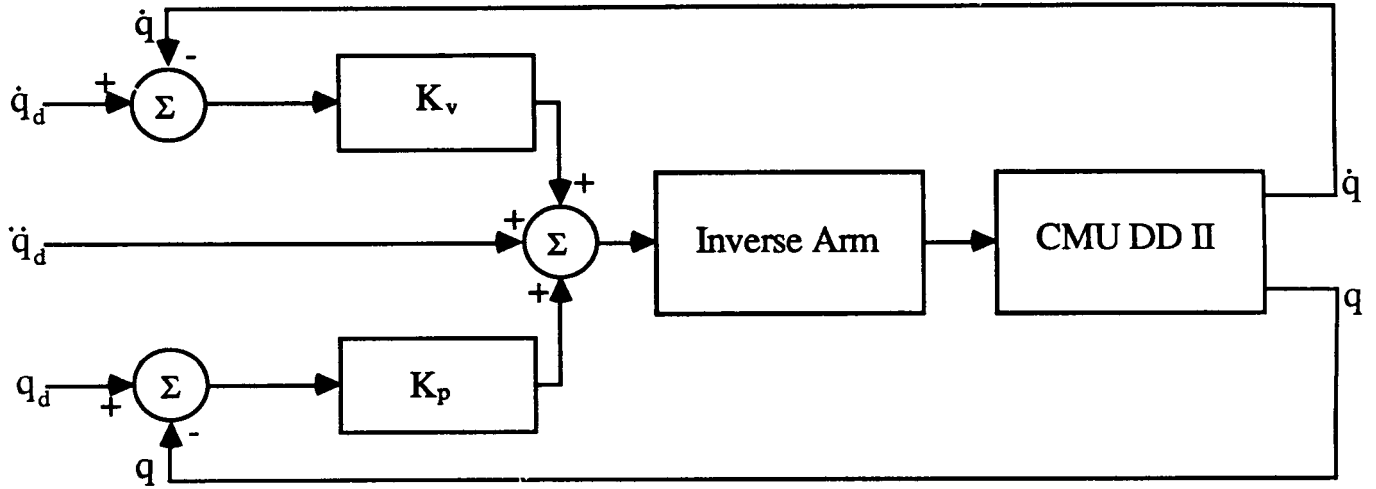 q̇
-
+
q̇d
Σ
Kv
+
+
q̈d
Σ
Inverse Arm
CMU DD II
q̇
+
q
qd
+
Σ
Kp
-
q